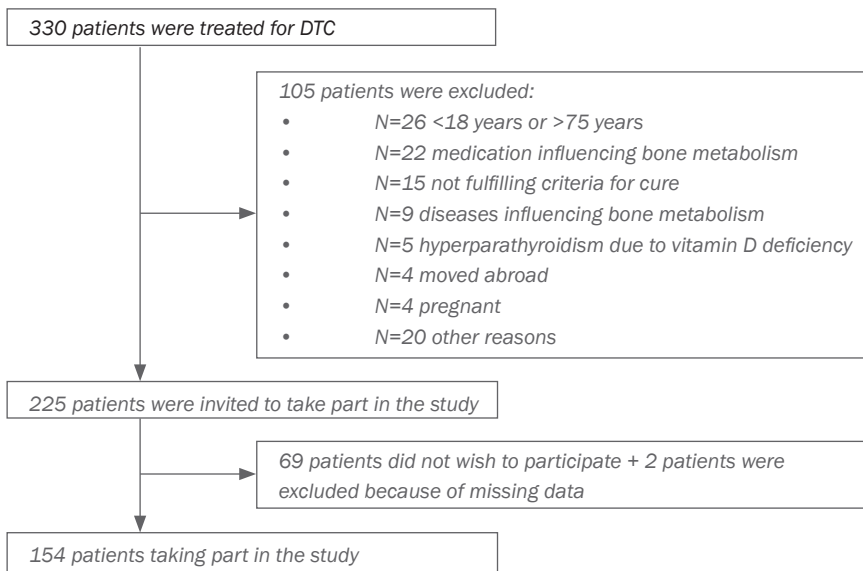 330 patients were treated for DTC
105 patients were excluded:
• N=26 <18 years or >75 years
• N=22 medication influencing bone metabolism
• N=15 not fulfilling criteria for cure
• N=9 diseases influencing bone metabolism
• N=5 hyperparathyroidism due to vitamin D deficiency
• N=4 moved abroad
• N=4 pregnant
• N=20 other reasons
225 patients were invited to take part in the study
69 patients did not wish to participate + 2 patients were
excluded because of missing data
154 patients taking part in the study